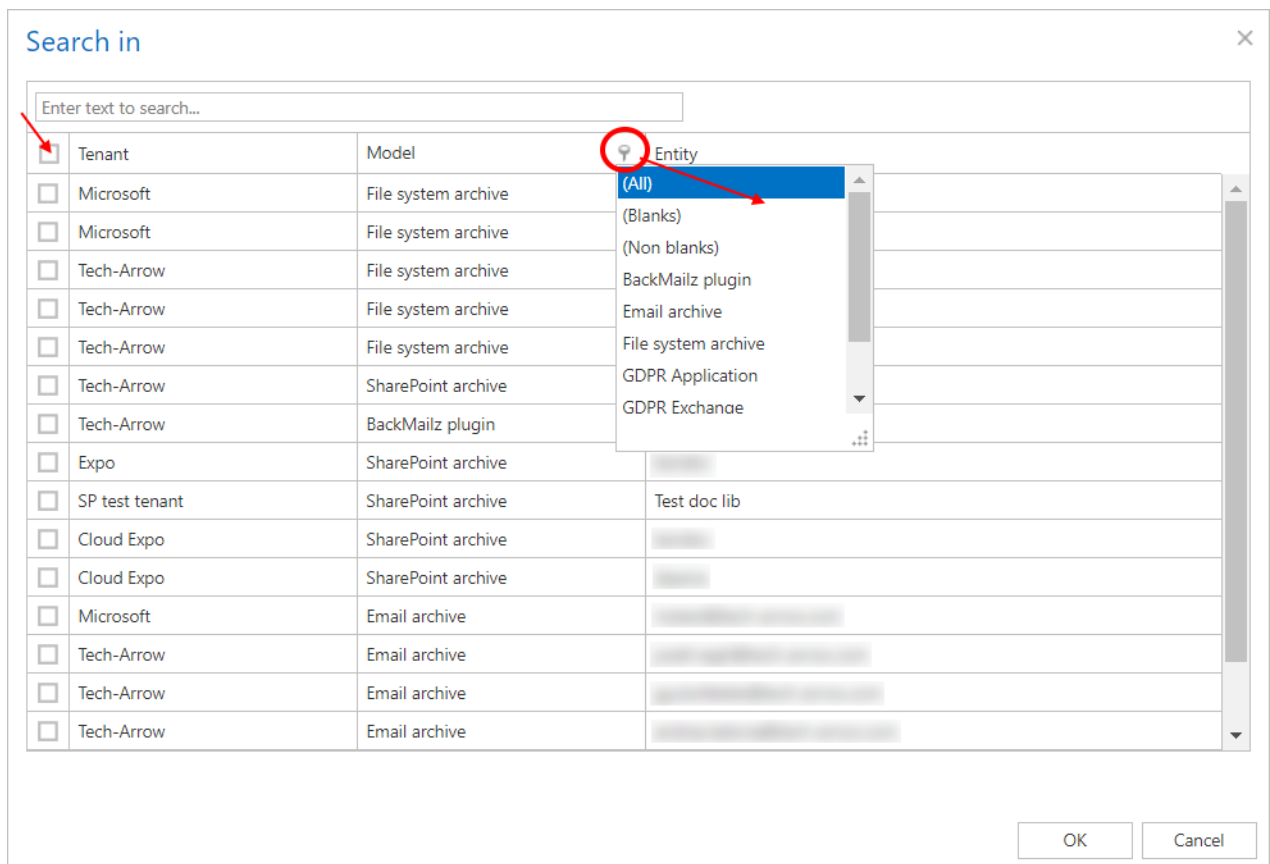 Search in
Enter text to search...
Tenant Model Entity
Microsoft File system archive
Microsoft File system archive
Tech-Arrow File system archive
Tech-Arrow File system archive
Tech-Arrow File system archive
Tech-Arrow SharePoint archive
Tech-Arrow BackMailz plugin
(All)
(Blanks)
(Non blanks)
BackMailz plugin
Email archive
File system archive
GDPR Application
GDPR Exchange
Expo SharePoint archive
SP test tenant SharePoint archive Test doc lib
Cloud Expo SharePoint archive
Cloud Expo SharePoint archive
Microsoft Email archive
Tech-Arrow Email archive
Tech-Arrow Email archive
Tech-Arrow Email archive
OK Cancel